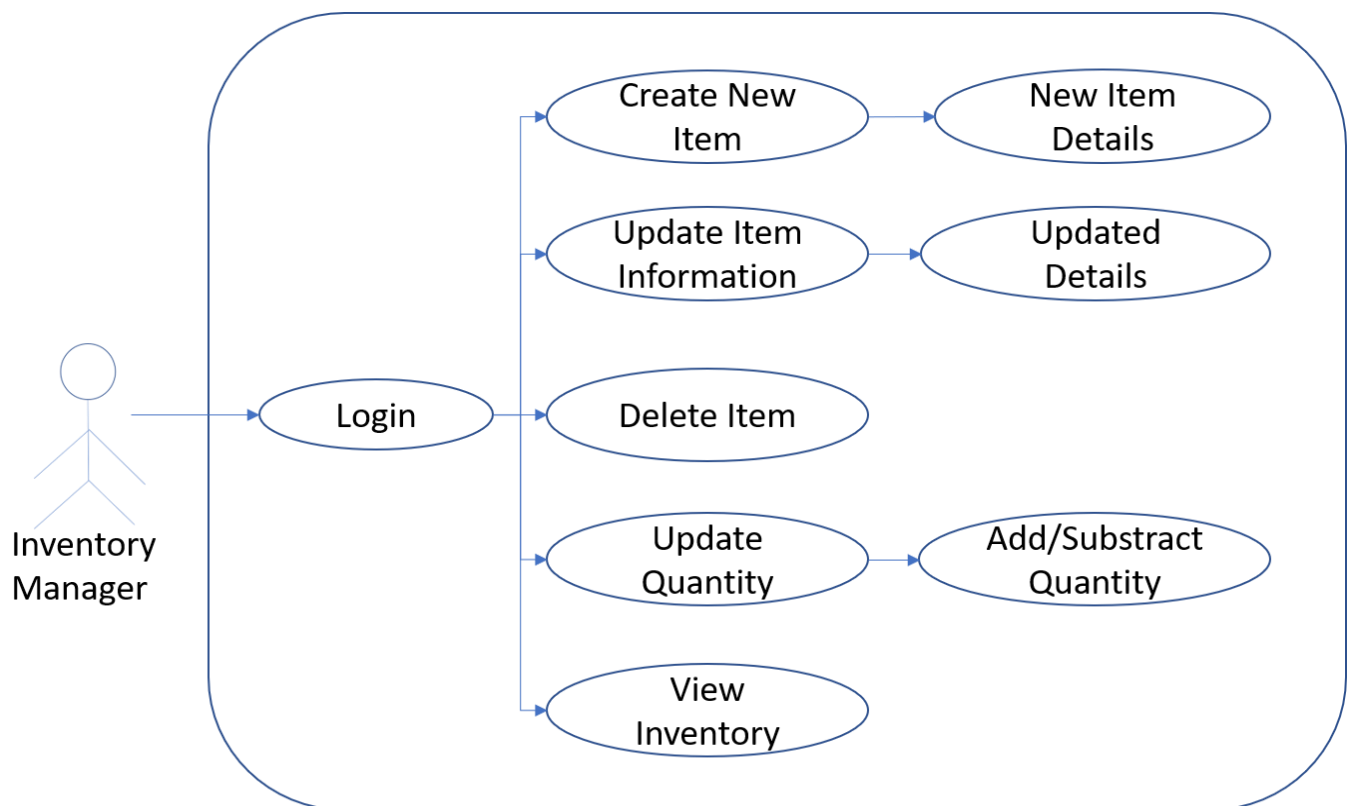 Create New
Item
New Item
Details
Update Item
Information
Updated
Details
Login
Delete Item
Inventory
Manager
Update
Quantity
Add/Substract
Quantity
View
Inventory